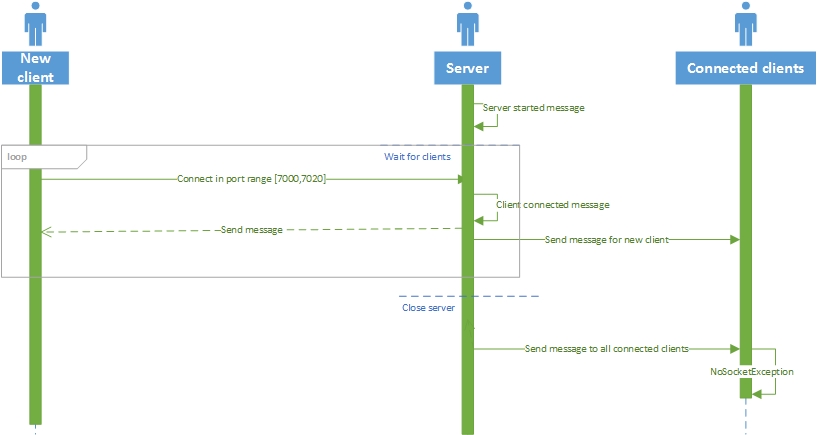 New
client
Server
Connected clients
Server started message
loop
Wait for clients
Connect in port range [7000,7020]
Client connected message
Send message
Send message for new client
Close server
Send message to all connected clients
NoSocketException